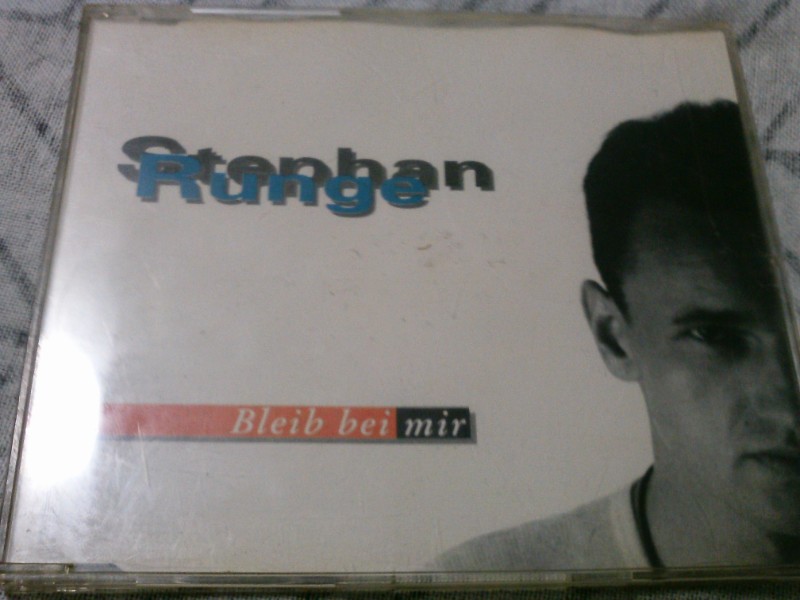 Stephan
Runge
Bleib bei mir